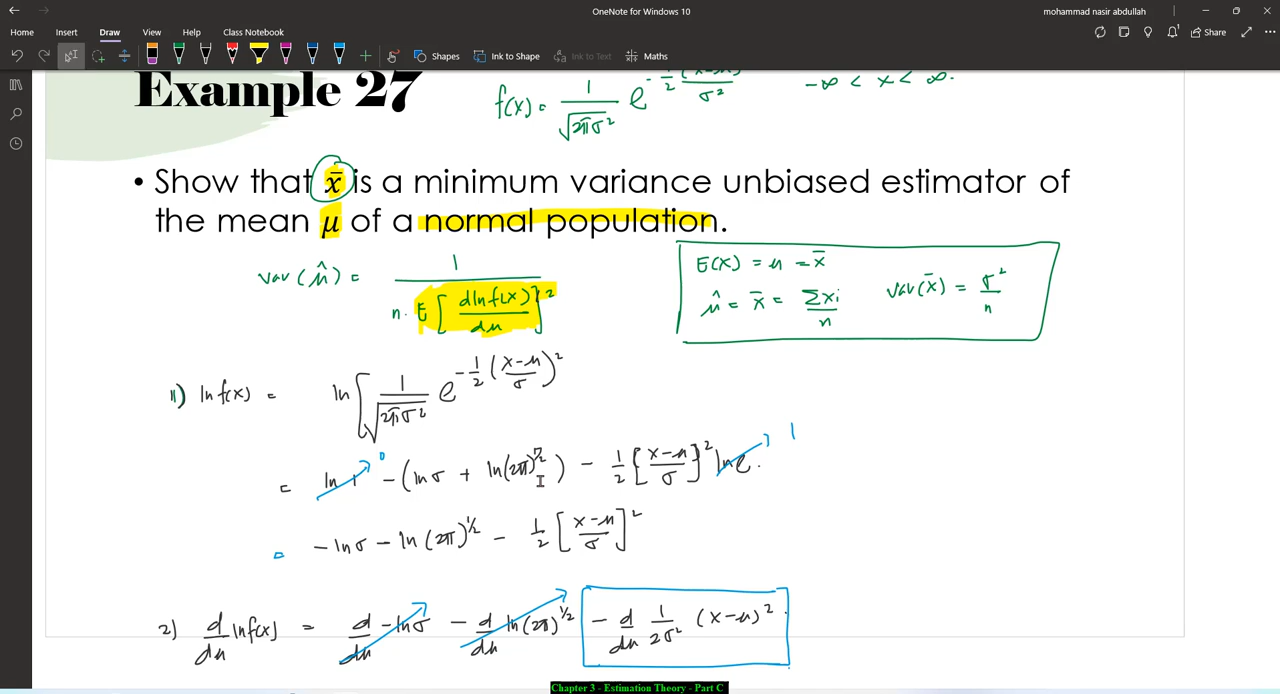 OneNote for Windows 10
mohammad nasir abdullah
Home Insert Draw View Help Class Notebook
Share
Shapes Ink to Shape Ink to Text Maths
Example 27
f(x) = 1/√(2πσ²) e^(-1/2 (x-μ)²/σ²) -∞ < x < ∞.
• Show that x̄ is a minimum variance unbiased estimator of
the mean μ of a normal population.
var(μ̂) = 1 / (n · E[d ln f(x)/dμ]²)
E(X) = μ = x̄
μ̂ = x̄ = Σxi/n var(x̄) = σ²/n
1) ln f(x) = ln[1/√(2πσ²) e^(-1/2 ((x-μ)/σ)²)
= ln 1 0 - (ln σ + ln(2π)^½) - 1/2 [(x-μ)/σ]² ln e. 1
= - ln σ - ln(2π)^1/2 - 1/2 [(x-μ)/σ]²
2) d/dμ ln f(x) = d/dμ - ln σ - d/dμ ln(2π)^1/2 - d/dμ 1/2σ² (x-μ)²
Chapter 3 - Estimation Theory - Part C